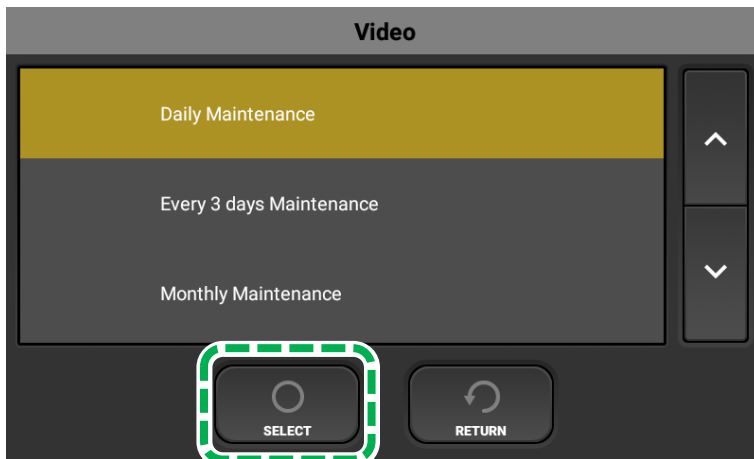 Video
Daily Maintenance
Every 3 days Maintenance
Monthly Maintenance
SELECT
RETURN